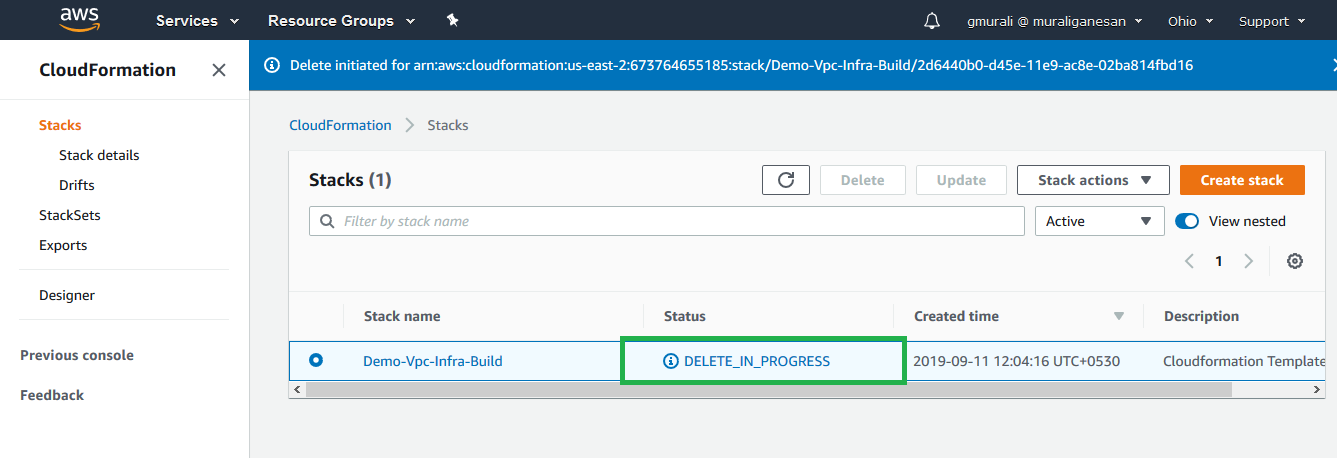 aws Services Resource Groups gmurali @ muraliganesan Ohio Support
CloudFormation
Delete initiated for arn:aws:cloudformation:us-east-2:673764655185:stack/Demo-Vpc-Infra-Build/2d6440b0-d45e-11e9-ac8e-02ba814fbd16
Stacks
Stack details
Drifts
StackSets
Exports
Designer
Previous console
Feedback
CloudFormation > Stacks
Stacks (1) Delete Update Stack actions Create stack
Filter by stack name Active View nested
1
Stack name Status Created time Description
Demo-Vpc-Infra-Build DELETE_IN_PROGRESS 2019-09-11 12:04:16 UTC+0530 Cloudformation Template